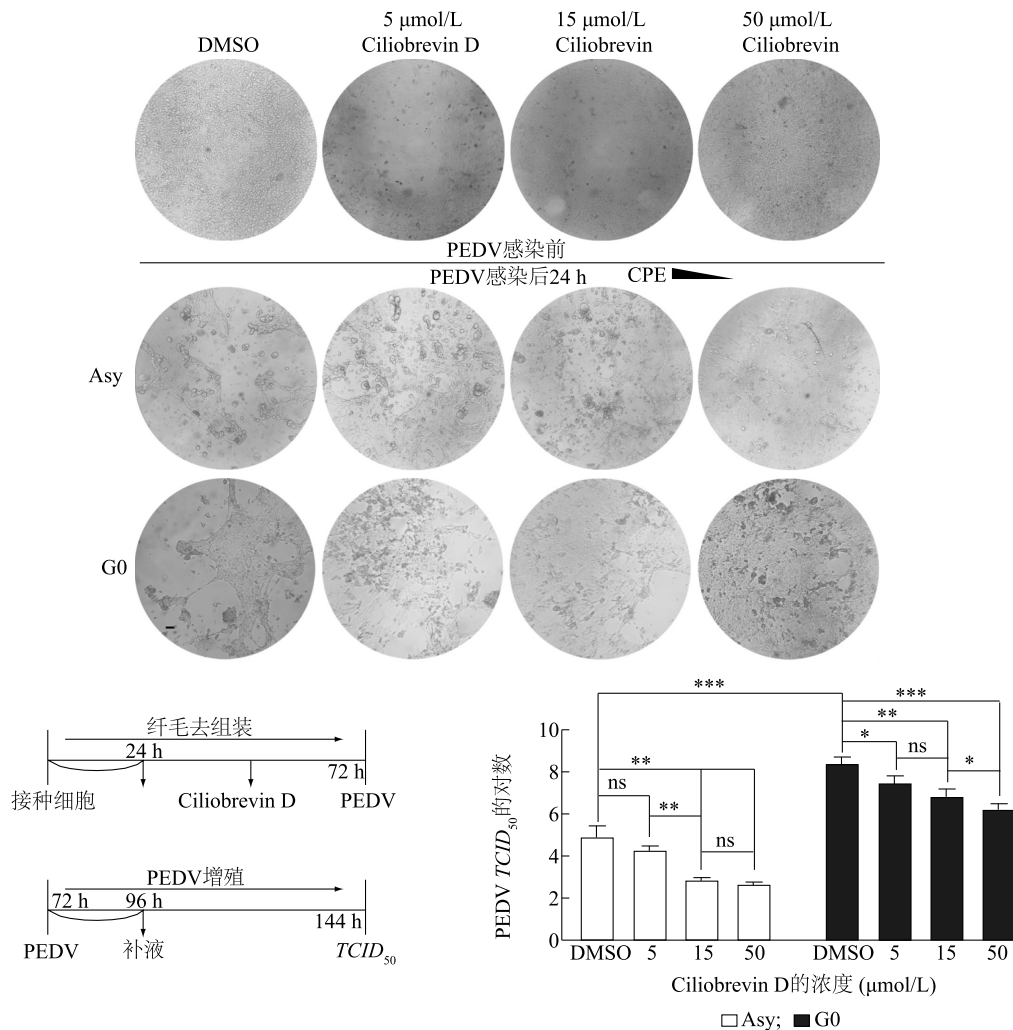 DMSO
5 μmol/L
Ciliobrevin D
15 μmol/L
Ciliobrevin
50 μmol/L
Ciliobrevin
PEDV感染前
PEDV感染后24 h
CPE
Asy
G0
纤毛去组装
24 h
72 h
接种细胞
Ciliobrevin D
PEDV
PEDV增殖
72 h
96 h
144 h
PEDV
补液
TCID50
PEDV TCID50的对数
10
8
6
4
2
0
***
***
**
*
ns
*
**
ns
**
ns
DMSO 5 15 50 DMSO 5 15 50
Ciliobrevin D的浓度 (μmol/L)
Asy; G0